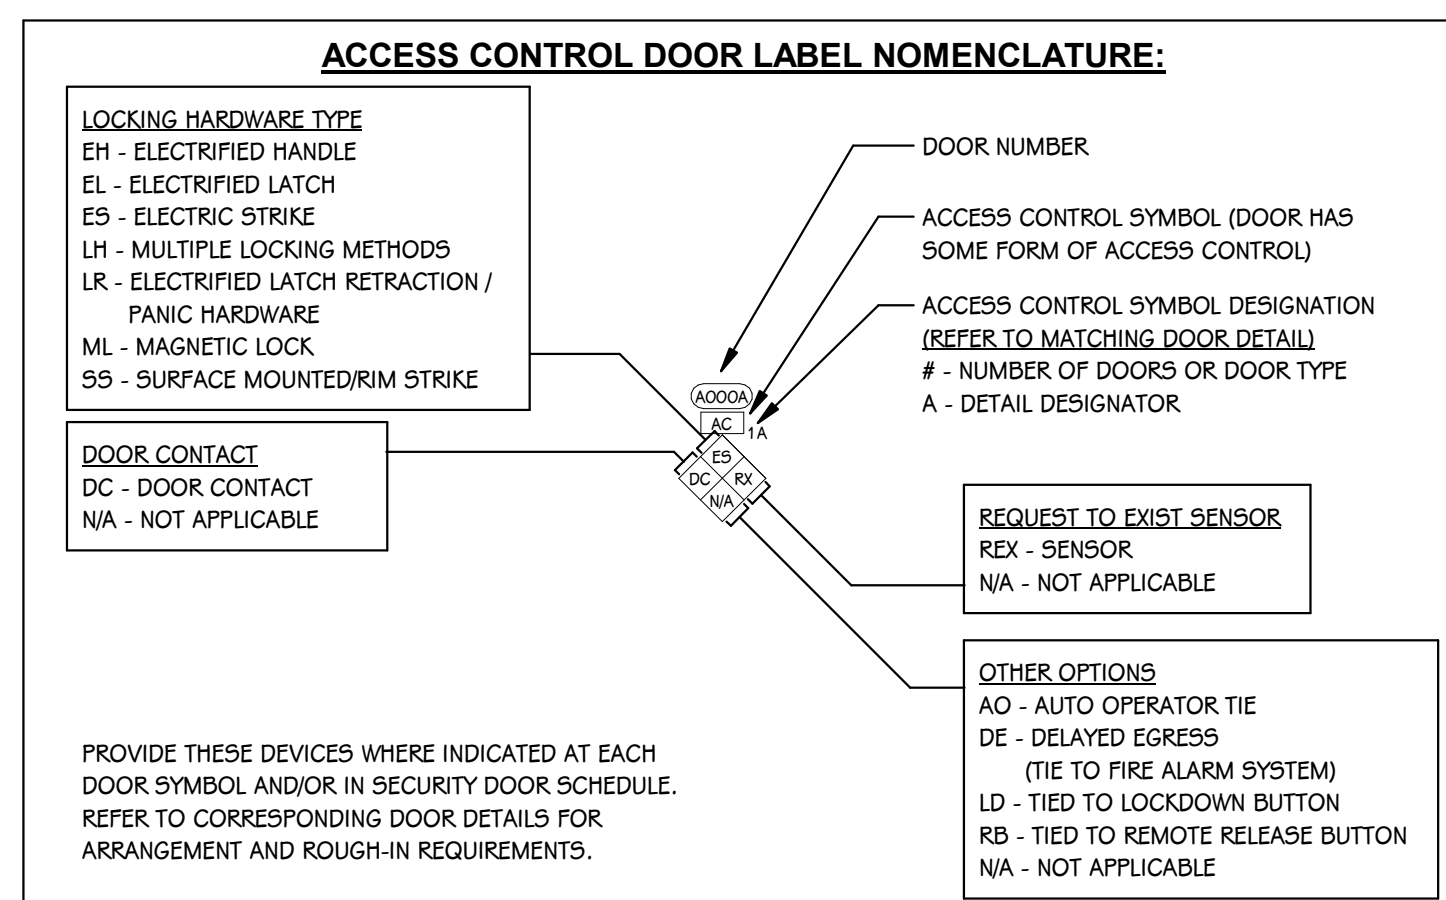 ACCESS CONTROL DOOR LABEL NOMENCLATURE:
LOCKING HARDWARE TYPE
EH - ELECTRIFIED HANDLE
EL - ELECTRIFIED LATCH
ES - ELECTRIC STRIKE
LH - MULTIPLE LOCKING METHODS
LR - ELECTRIFIED LATCH RETRACTION /
PANIC HARDWARE
ML - MAGNETIC LOCK
SS - SURFACE MOUNTED/RIM STRIKE
DOOR CONTACT
DC - DOOR CONTACT
N/A - NOT APPLICABLE
DOOR NUMBER
ACCESS CONTROL SYMBOL (DOOR HAS
SOME FORM OF ACCESS CONTROL)
ACCESS CONTROL SYMBOL DESIGNATION
(REFER TO MATCHING DOOR DETAIL)
# - NUMBER OF DOORS OR DOOR TYPE
A - DETAIL DESIGNATOR
A000A
AC
1A
ES
DC
RX
N/A
REQUEST TO EXIST SENSOR
REX - SENSOR
N/A - NOT APPLICABLE
OTHER OPTIONS
AO - AUTO OPERATOR TIE
DE - DELAYED EGRESS
(TIE TO FIRE ALARM SYSTEM)
LD - TIED TO LOCKDOWN BUTTON
RB - TIED TO REMOTE RELEASE BUTTON
N/A - NOT APPLICABLE
PROVIDE THESE DEVICES WHERE INDICATED AT EACH
DOOR SYMBOL AND/OR IN SECURITY DOOR SCHEDULE.
REFER TO CORRESPONDING DOOR DETAILS FOR
ARRANGEMENT AND ROUGH-IN REQUIREMENTS.